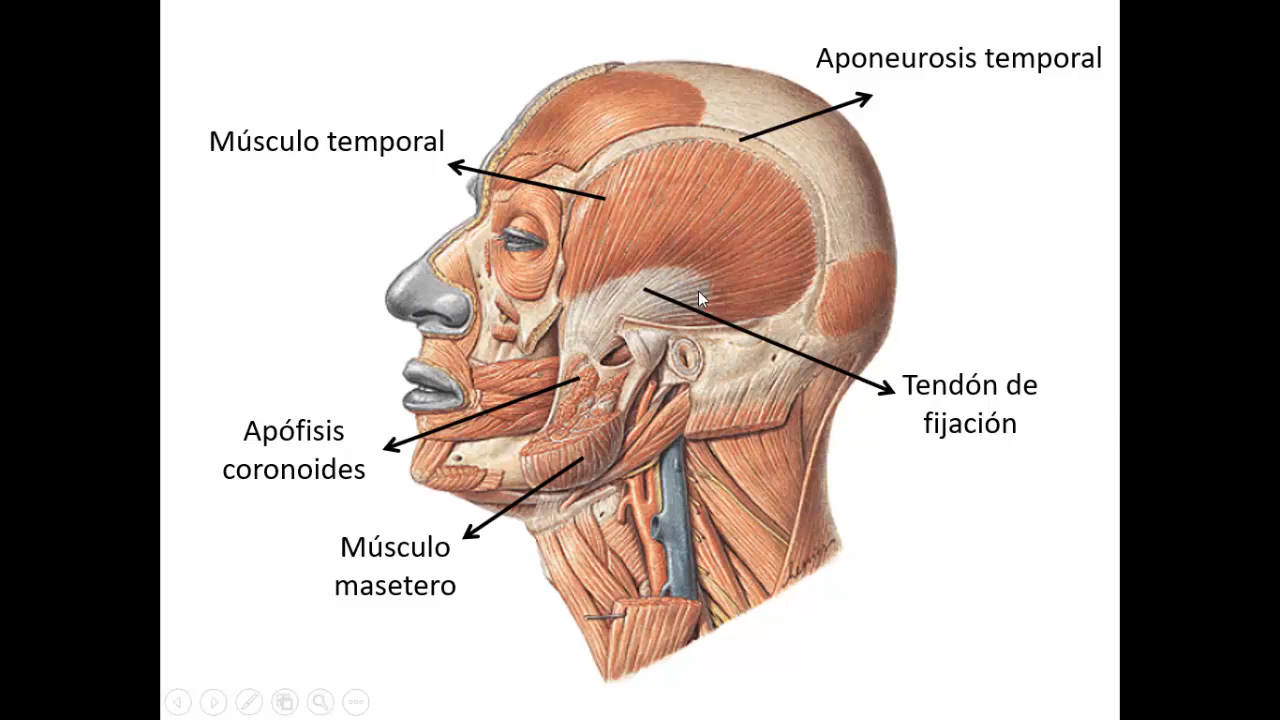 Aponeurosis temporal
Músculo temporal
Tendón de
fijación
Apófisis
coronoides
Músculo
masetero